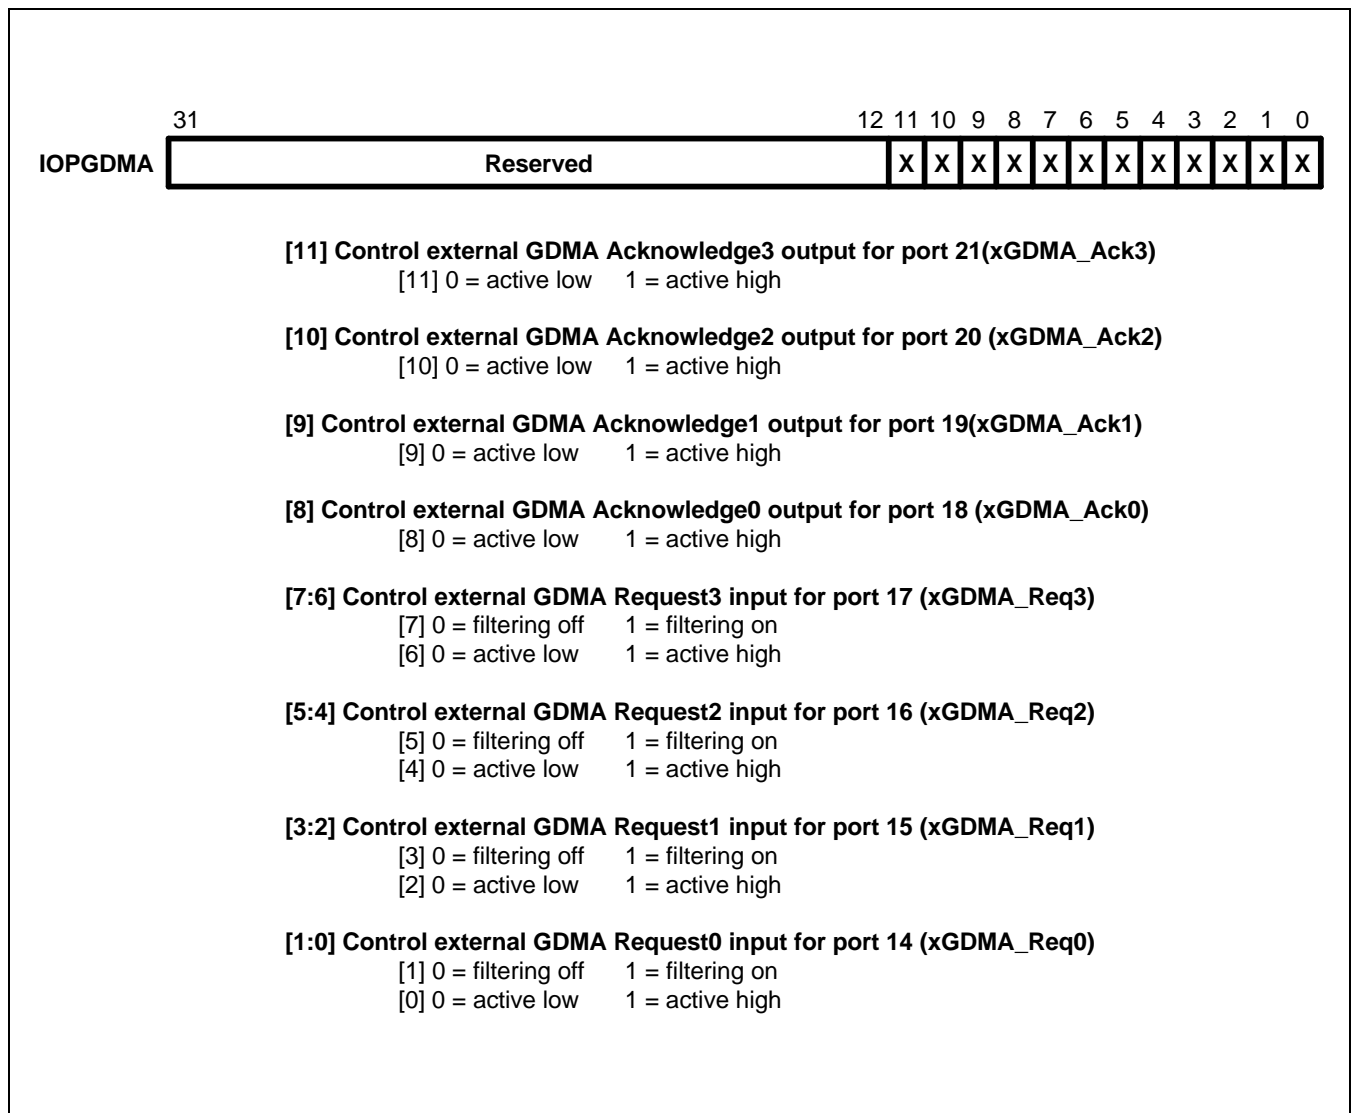 31 12 11 10 9 8 7 6 5 4 3 2 1 0
IOPGDMA Reserved X X X X X X X X X X X X
[11] Control external GDMA Acknowledge3 output for port 21(xGDMA_Ack3)
[11] 0 = active low 1 = active high
[10] Control external GDMA Acknowledge2 output for port 20 (xGDMA_Ack2)
[10] 0 = active low 1 = active high
[9] Control external GDMA Acknowledge1 output for port 19(xGDMA_Ack1)
[9] 0 = active low 1 = active high
[8] Control external GDMA Acknowledge0 output for port 18 (xGDMA_Ack0)
[8] 0 = active low 1 = active high
[7:6] Control external GDMA Request3 input for port 17 (xGDMA_Req3)
[7] 0 = filtering off 1 = filtering on
[6] 0 = active low 1 = active high
[5:4] Control external GDMA Request2 input for port 16 (xGDMA_Req2)
[5] 0 = filtering off 1 = filtering on
[4] 0 = active low 1 = active high
[3:2] Control external GDMA Request1 input for port 15 (xGDMA_Req1)
[3] 0 = filtering off 1 = filtering on
[2] 0 = active low 1 = active high
[1:0] Control external GDMA Request0 input for port 14 (xGDMA_Req0)
[1] 0 = filtering off 1 = filtering on
[0] 0 = active low 1 = active high